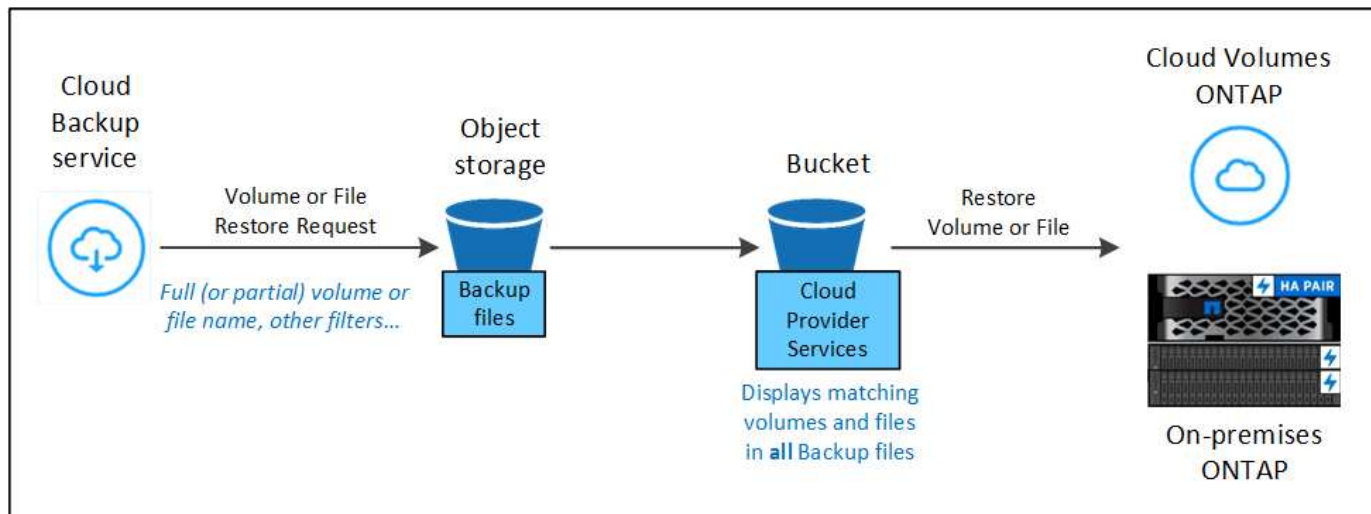 Cloud
Backup
service
Volume or File
Restore Request
Full (or partial) volume or
file name, other filters...
Object
storage
Backup
files
Bucket
Cloud
Provider
Services
Displays matching
volumes and files
in all Backup files
Restore
Volume or File
Cloud Volumes
ONTAP
HA PAIR
On-premises
ONTAP